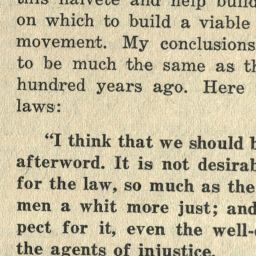 this naivete and help build
on which to build a viable
movement. My conclusions
to be much the same as th
hundred years ago. Here
laws:
"I think that we should b
afterword. It is not desirab
for the law, so much as the
men a whit more just; and
pect for it, even the well-
the agents of injustice.